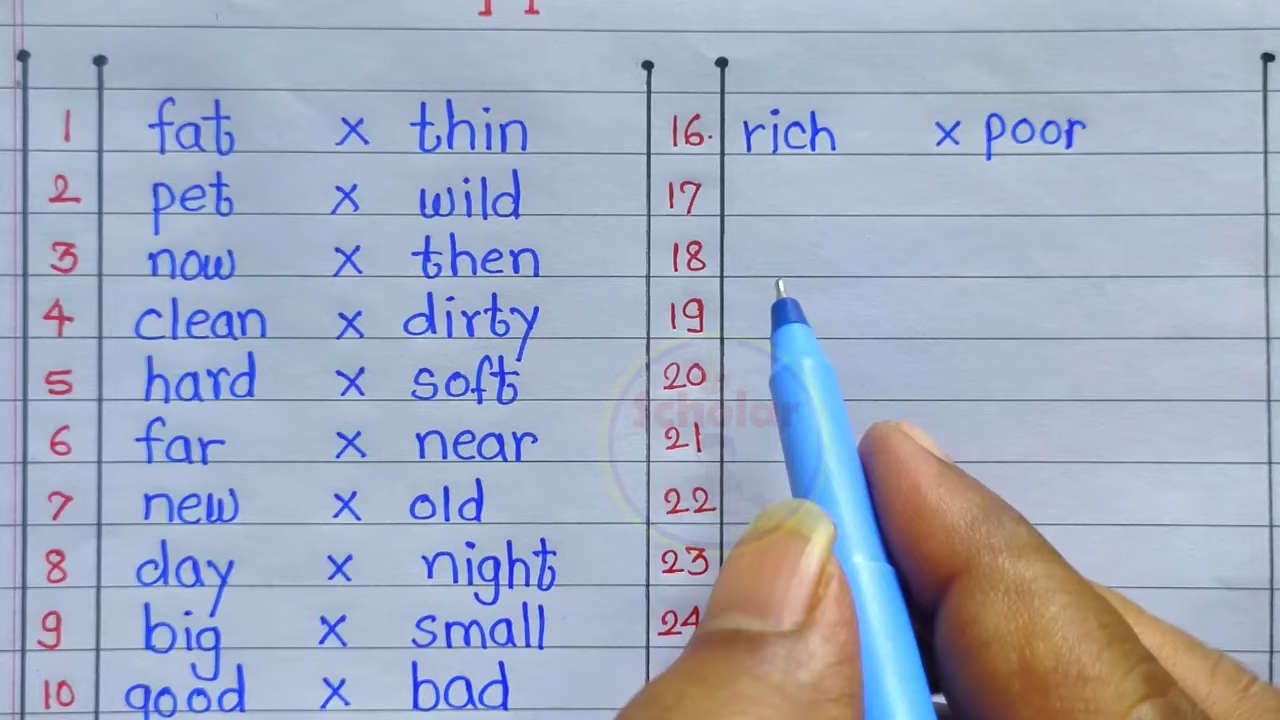 1 fat x thin
2 pet x wild
3 now x then
4 clean x dirty
5 hard x soft
6 far x near
7 new x old
8 day x night
9 big x small
10 good x bad
16. rich x poor
17
18
19
20
21
22
23
24
Scholar